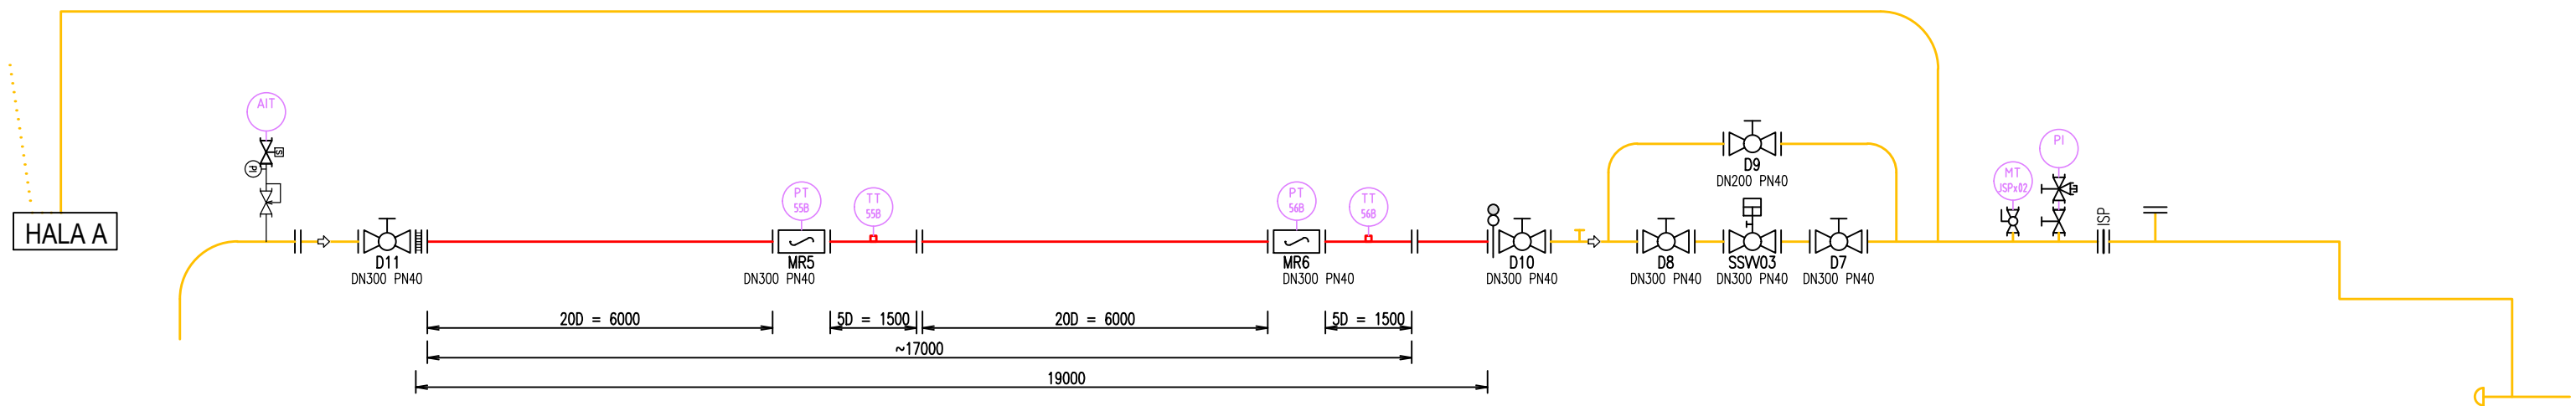 HALA A
AIT
S
PI
D11
DN300 PN40
PT
55B
TT
55B
MR5
DN300 PN40
PT
56B
TT
56B
MR6
DN300 PN40
D10
DN300 PN40
D9
DN200 PN40
D8
DN300 PN40
SSVV03
DN300 PN40
D7
DN300 PN40
MT
JSPx02
PI
ISP
20D = 6000
5D = 1500
20D = 6000
5D = 1500
~17000
19000